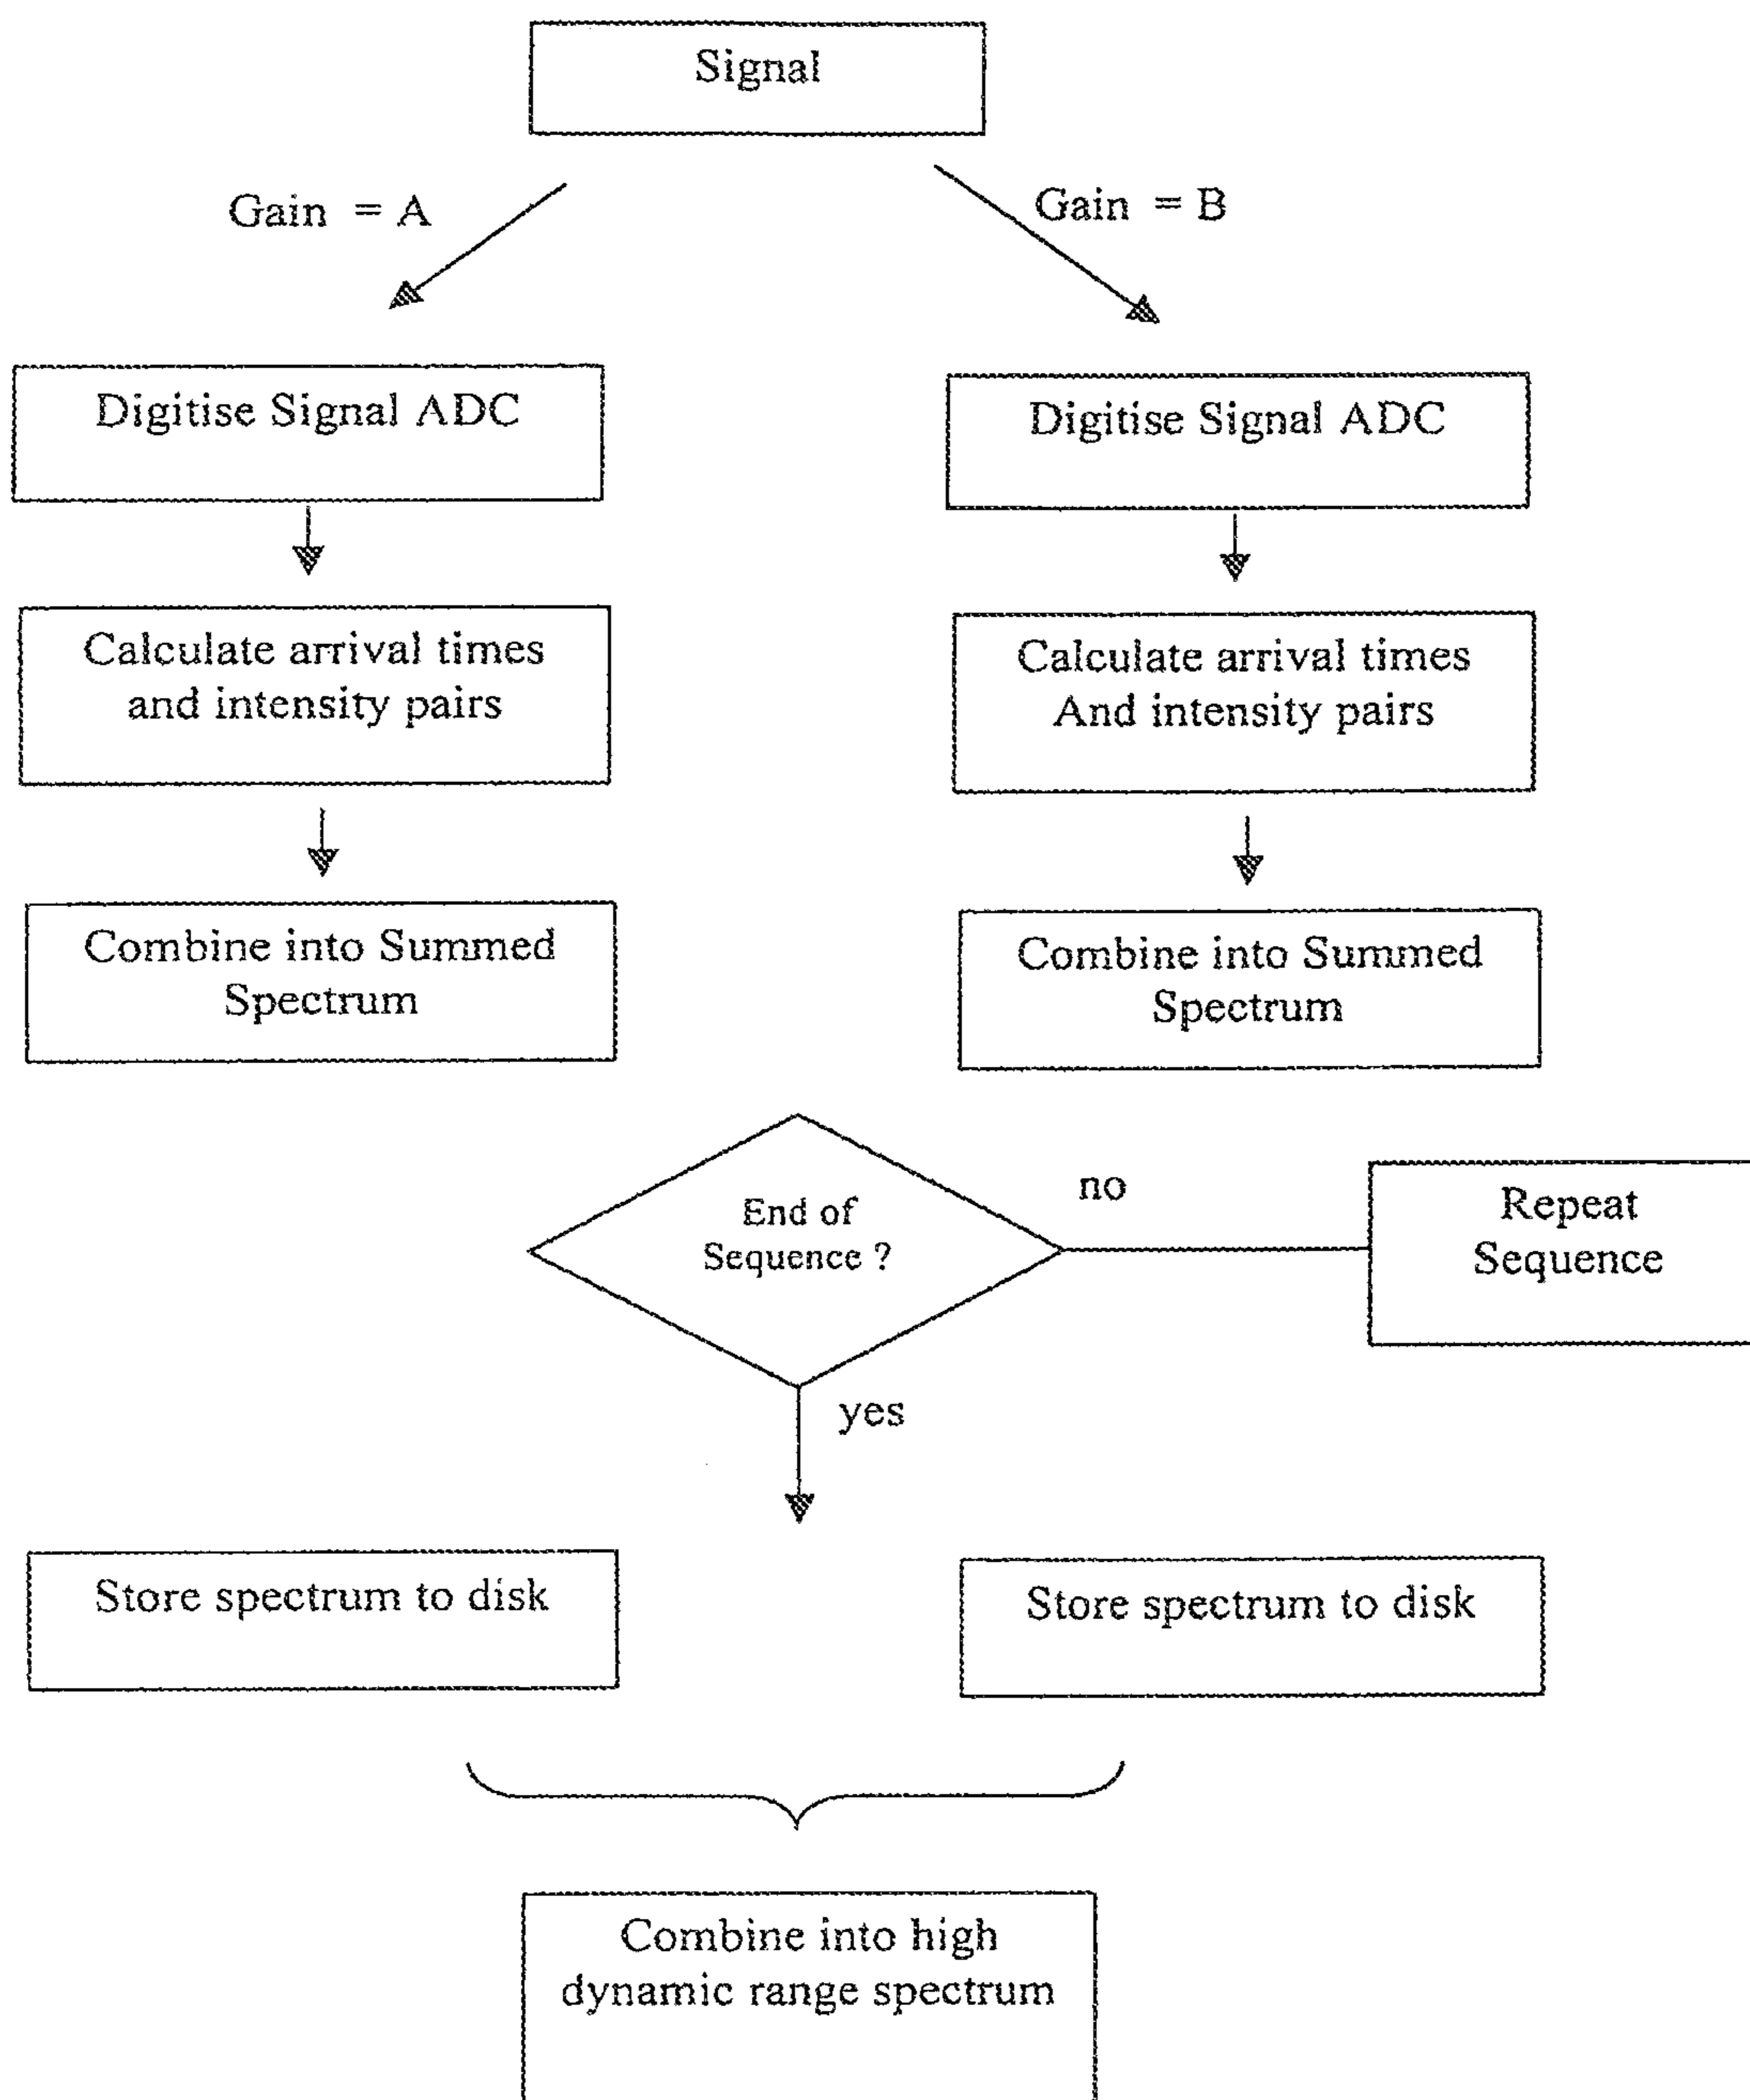 Signal
Gain = A
Gain = B
Digitise Signal ADC
Digitise Signal ADC
Calculate arrival times
and intensity pairs
Calculate arrival times
And intensity pairs
Combine into Summed
Spectrum
Combine into Summed
Spectrum
End of
Sequence ?
no
Repeat
Sequence
yes
Store spectrum to disk
Store spectrum to disk
Combine into high
dynamic range spectrum